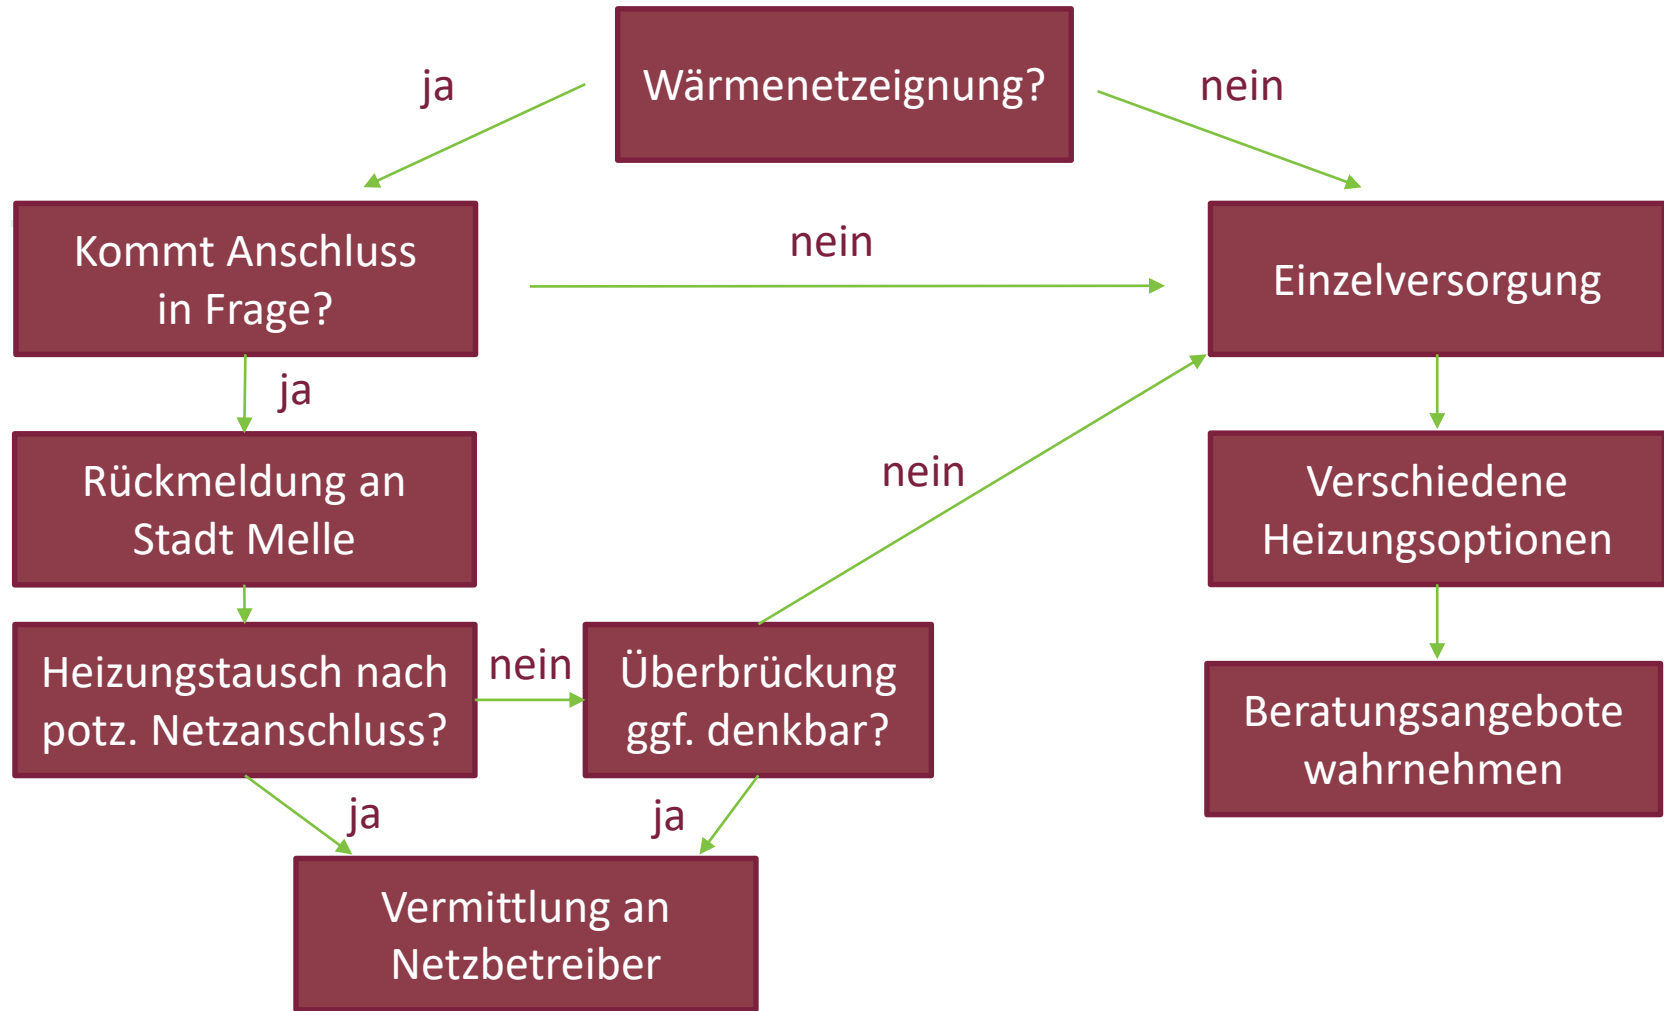 Wärmenetzeignung?
ja
nein
Kommt Anschluss
in Frage?
nein
Einzelversorgung
ja
Rückmeldung an
Stadt Melle
nein
Verschiedene
Heizungsoptionen
Heizungstausch nach
potz. Netzanschluss?
nein
Überbrückung
ggf. denkbar?
Beratungsangebote
wahrnehmen
ja
ja
Vermittlung an
Netzbetreiber